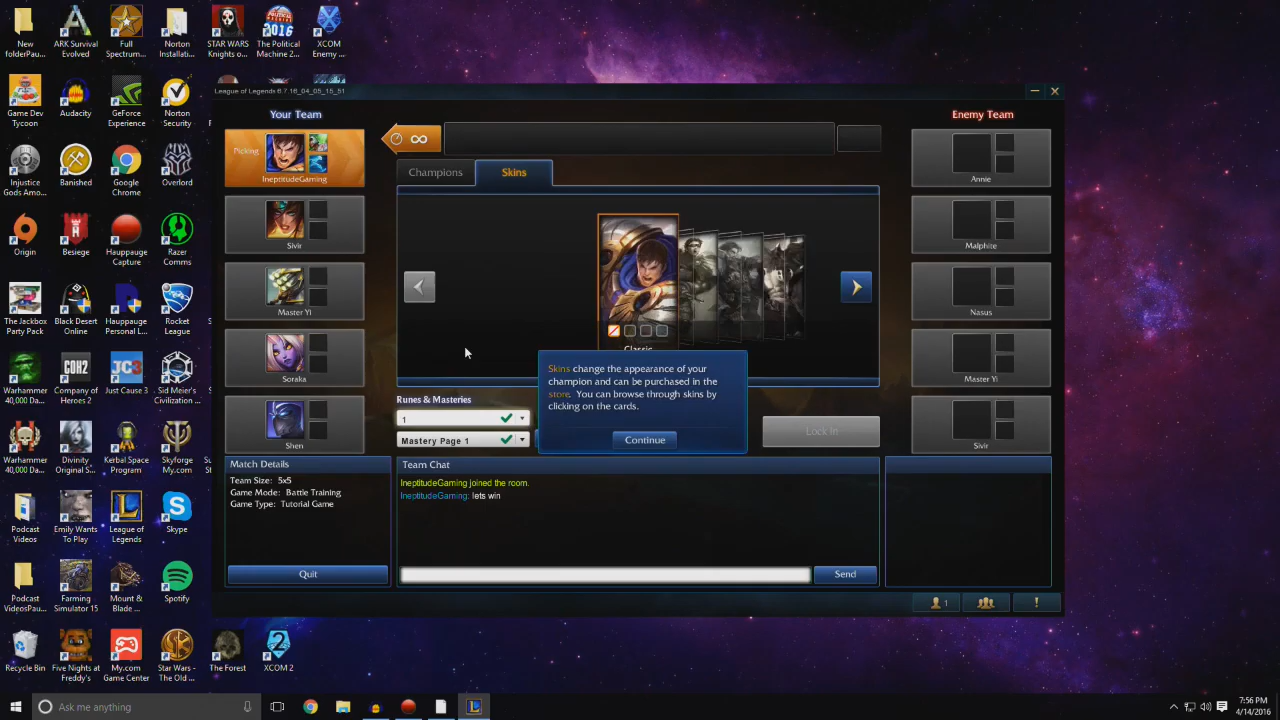 New
folderPau...
ARK Survival
Evolved
Full
Spectrum...
Norton
Installati...
STAR WARS
Knights o...
POLITICAL
2016
The Political
Machine 2...
XCOM
Enemy ...
Game Dev
Tycoon
Audacity
GeForce
Experience
Norton
Security
Injustice
Gods Amo...
Banished
Google
Chrome
Overlord
Origin
Besiege
Hauppauge
Capture
Razer
Comms
The Jackbox
Party Pack
Black Desert
Online
Hauppauge
Personal L...
Rocket
League
Warhammer
40,000 Da...
COH2
Company of
Heroes 2
JC3
Just Cause 3
Sid Meier's
Civilization ...
Warhammer
40,000 Da...
Divinity
Original S...
Kerbal Space
Program
Skyforge
My.com
Podcast
Videos
Emily Wants
To Play
League of
Legends
Skype
Podcast
VideosPau...
Farming
Simulator 15
Mount &
Blade ...
Spotify
Recycle Bin
Five Nights at
Freddy's
My.com
Game Center
Star Wars -
The Old ...
The Forest
2
XCOM 2
League of Legends 6.7.16_04_05_15_51
Your Team
Picking
IneptitudeGaming
Sivir
Master Yi
Soraka
Shen
∞
Champions
Skins
Classic
Skins change the appearance of your
champion and can be purchased in the
store. You can browse through skins by
clicking on the cards.
Continue
Runes & Masteries
1
Mastery Page 1
Lock In
Enemy Team
Annie
Malphite
Nasus
Master Yi
Sivir
Match Details
Team Size: 5x5
Game Mode: Battle Training
Game Type: Tutorial Game
Quit
Team Chat
IneptitudeGaming joined the room.
IneptitudeGaming: lets win
Send
1
!
Ask me anything
7:56 PM
4/14/2016